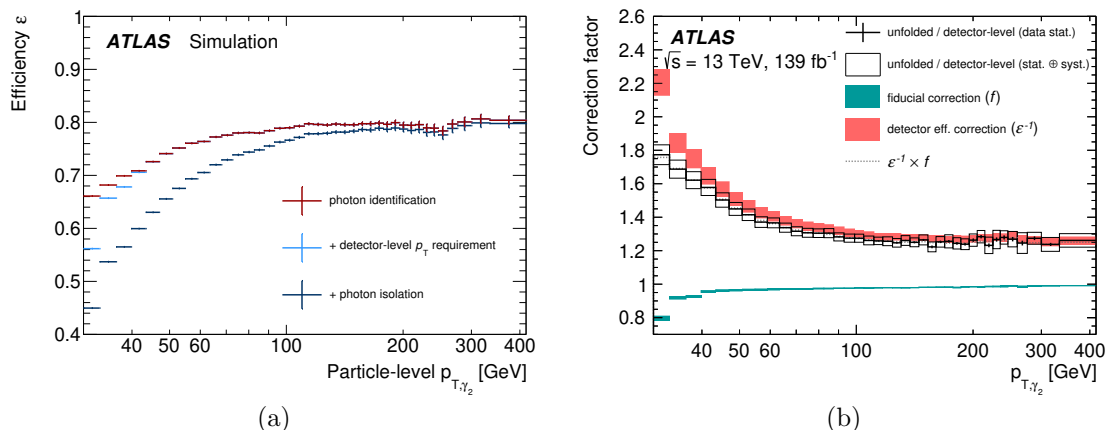 Efficiency ε
1
0.9
0.8
0.7
0.6
0.5
0.4
ATLAS Simulation
photon identification
+ detector-level p_T requirement
+ photon isolation
40 50 60 100 200 300 400
Particle-level p_T,γ₂ [GeV]
(a)
Correction factor
2.6
2.4
2.2
2
1.8
1.6
1.4
1.2
1
0.8
ATLAS
√s = 13 TeV, 139 fb⁻¹
unfolded / detector-level (data stat.)
unfolded / detector-level (stat. ⊕ syst.)
fiducial correction (f)
detector eff. correction (ε⁻¹)
ε⁻¹ × f
40 50 60 100 200 300 400
p_T,γ₂ [GeV]
(b)